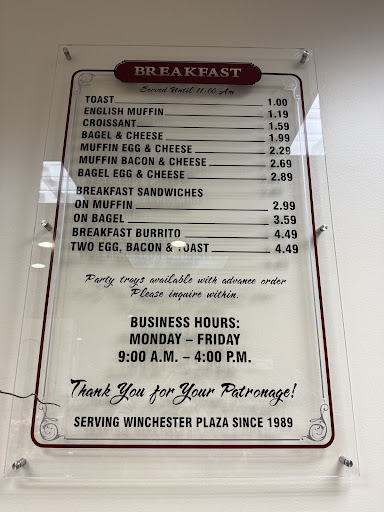 BREAKFAST
Served Until 11:00 Am
TOAST 1.00
ENGLISH MUFFIN 1.19
CROISSANT 1.59
BAGEL & CHEESE 1.99
MUFFIN EGG & CHEESE 2.29
MUFFIN BACON & CHEESE 2.69
BAGEL EGG & CHEESE 2.89
BREAKFAST SANDWICHES
ON MUFFIN 2.99
ON BAGEL 3.59
BREAKFAST BURRITO 4.49
TWO EGG, BACON & TOAST 4.49
Party trays available with advance order
Please inquire within.
BUSINESS HOURS:
MONDAY – FRIDAY
9:00 A.M. – 4:00 P.M.
Thank You for Your Patronage!
SERVING WINCHESTER PLAZA SINCE 1989